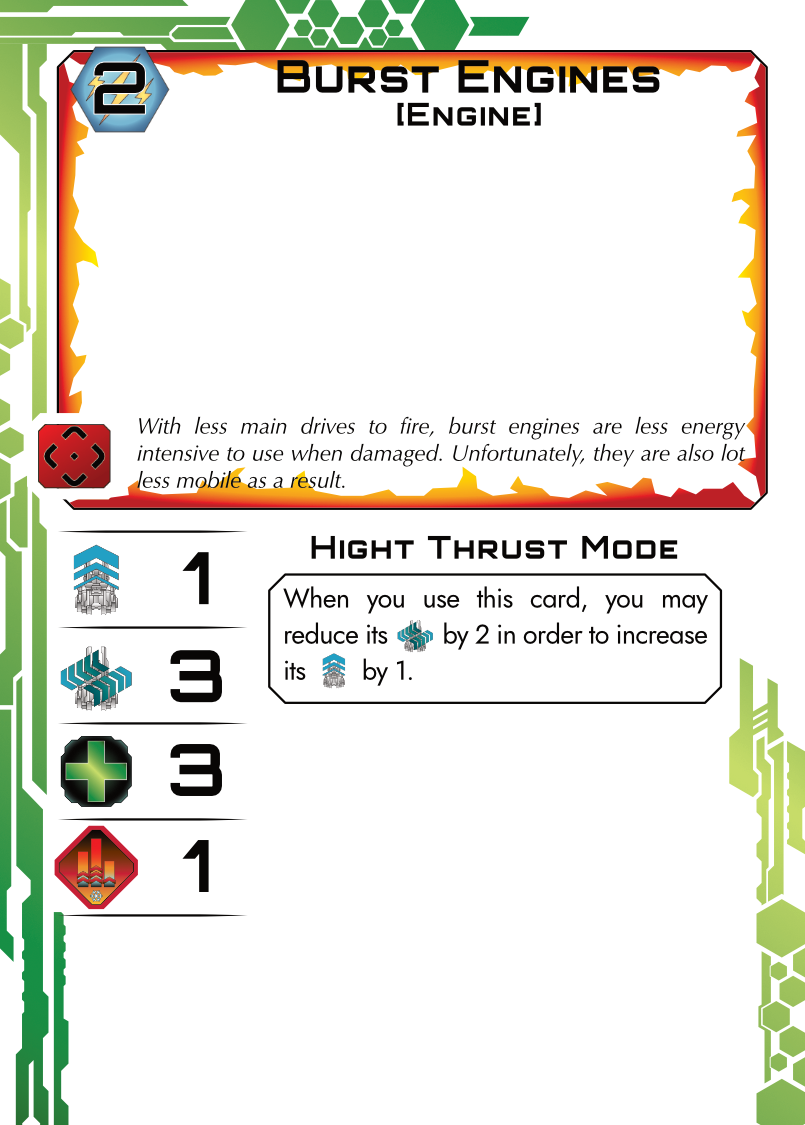 2
Burst Engines
[Engine]
With less main drives to fire, burst engines are less energy
intensive to use when damaged. Unfortunately, they are also lot
less mobile as a result.
1
3
3
1
Hight Thrust Mode
When you use this card, you may
reduce its by 2 in order to increase
its by 1.